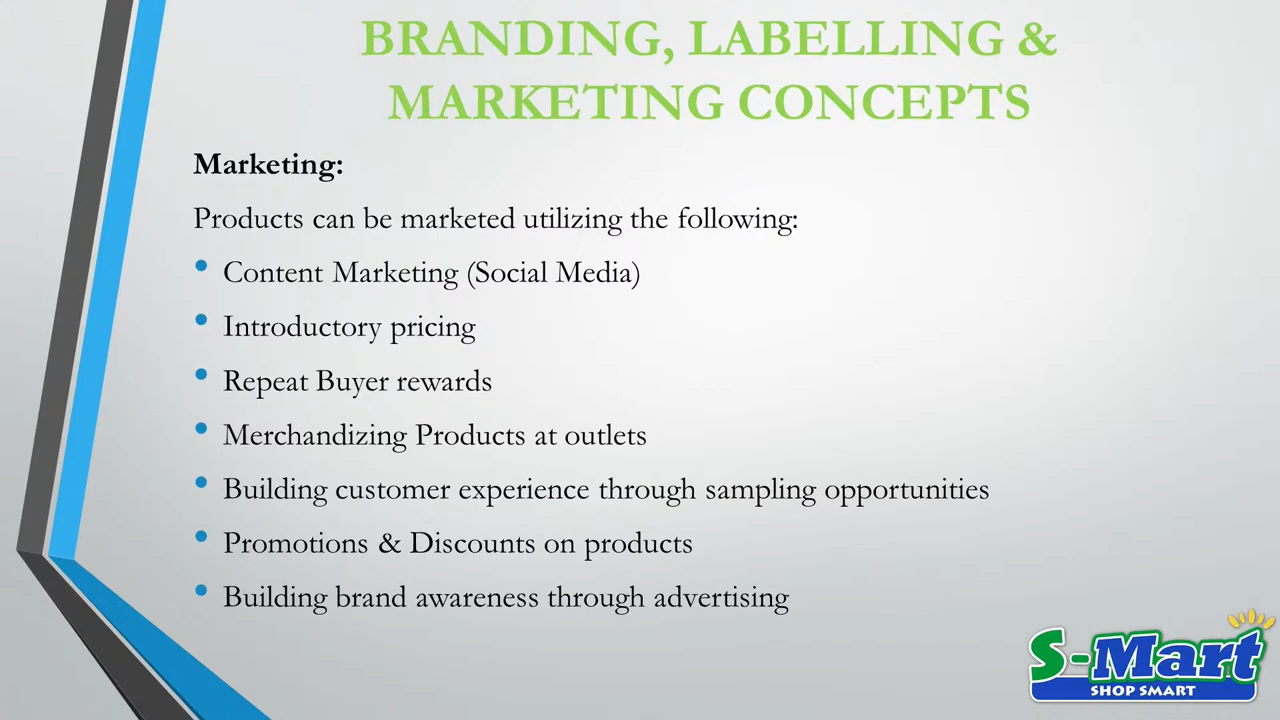 BRANDING, LABELLING &
MARKETING CONCEPTS
Marketing:
Products can be marketed utilizing the following:
• Content Marketing (Social Media)
• Introductory pricing
• Repeat Buyer rewards
• Merchandizing Products at outlets
• Building customer experience through sampling opportunities
• Promotions & Discounts on products
• Building brand awareness through advertising
S-Mart
SHOP SMART